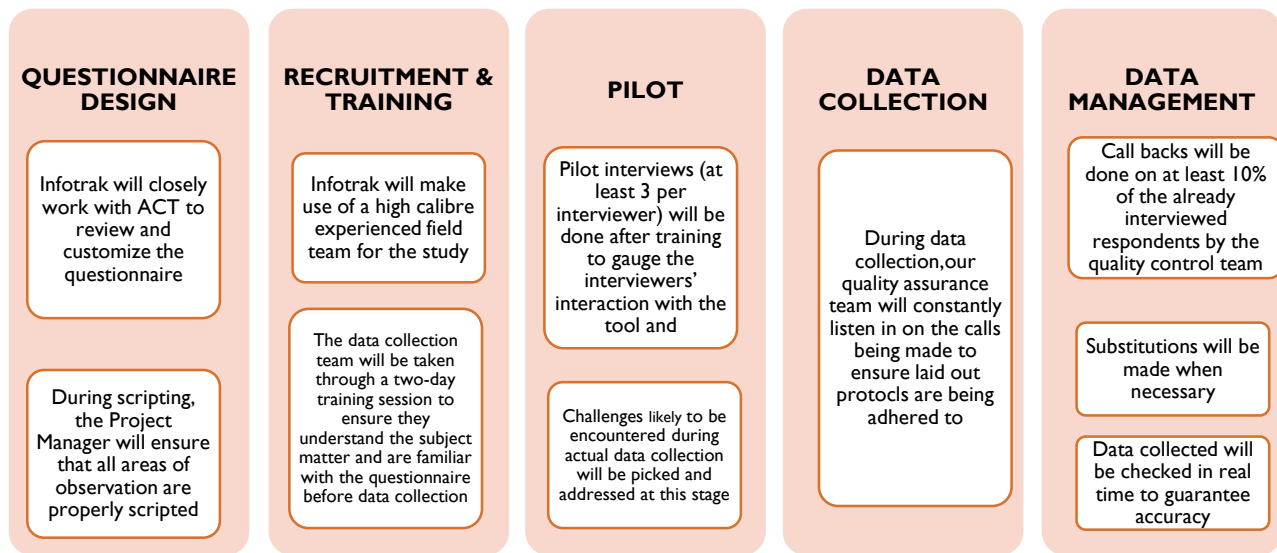 QUESTIONNAIRE
DESIGN
Infotrak will closely
work with ACT to
review and
customize the
questionnaire
During scripting,
the Project
Manager will ensure
that all areas of
observation are
properly scripted
RECRUITMENT &
TRAINING
Infotrak will make
use of a high calibre
experienced field
team for the study
The data collection
team will be taken
through a two-day
training session to
ensure they
understand the subject
matter and are familiar
with the questionnaire
before data collection
PILOT
Pilot interviews (at
least 3 per
interviewer) will be
done after training
to gauge the
interviewers’
interaction with the
tool and
Challenges likely to be
encountered during
actual data collection
will be picked and
addressed at this stage
DATA
COLLECTION
During data
collection,our
quality assurance
team will constantly
listen in on the calls
being made to
ensure laid out
protocls are being
adhered to
DATA
MANAGEMENT
Call backs will be
done on at least 10%
of the already
interviewed
respondents by the
quality control team
Substitutions will be
made when
necessary
Data collected will
be checked in real
time to guarantee
accuracy